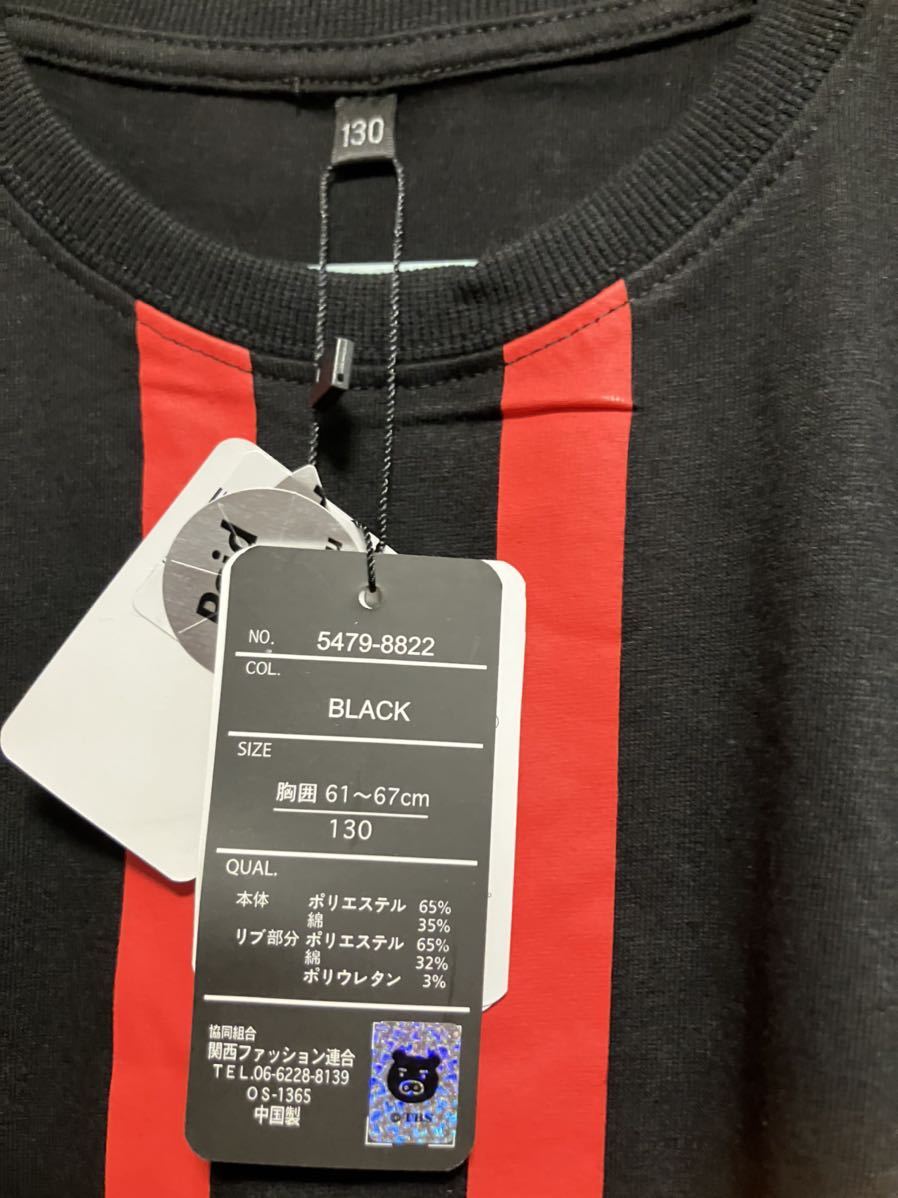 130
Paid
NO. 5479-8822
COL.
BLACK
SIZE
胸囲 61～67cm
130
QUAL.
本体 ポリエステル 65%
綿 35%
リブ部分 ポリエステル 65%
綿 32%
ポリウレタン 3%
協同組合
関西ファッション連合
TEL.06-6228-8139
OS-1365
中国製
©TBS